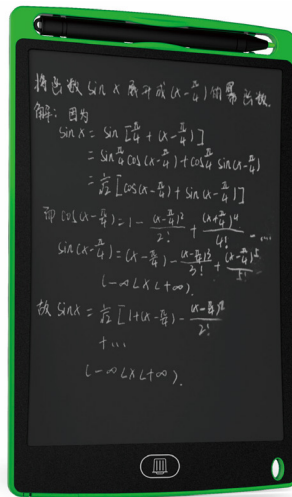 将函数 sin x 展开成 (x-π/4) 的幂函数.
解: 因为
sin x = sin [π/4 + (x-π/4)]
= sin π/4 cos(x-π/4) + cos π/4 sin(x-π/4)
= 1/√2 [cos(x-π/4) + sin(x-π/4)]
而 cos(x-π/4) = 1 - (x-π/4)²/2! + (x+π/4)⁴/4! - ...
sin(x-π/4) = (x-π/4) - (x-π/4)³/3! + (x-π/4)⁵/5!
(-∞<x<+∞).
故 sin x = 1/√2 [1+(x-π/4) - (x-π/4)²/2!
+...
(-∞<x<+∞).